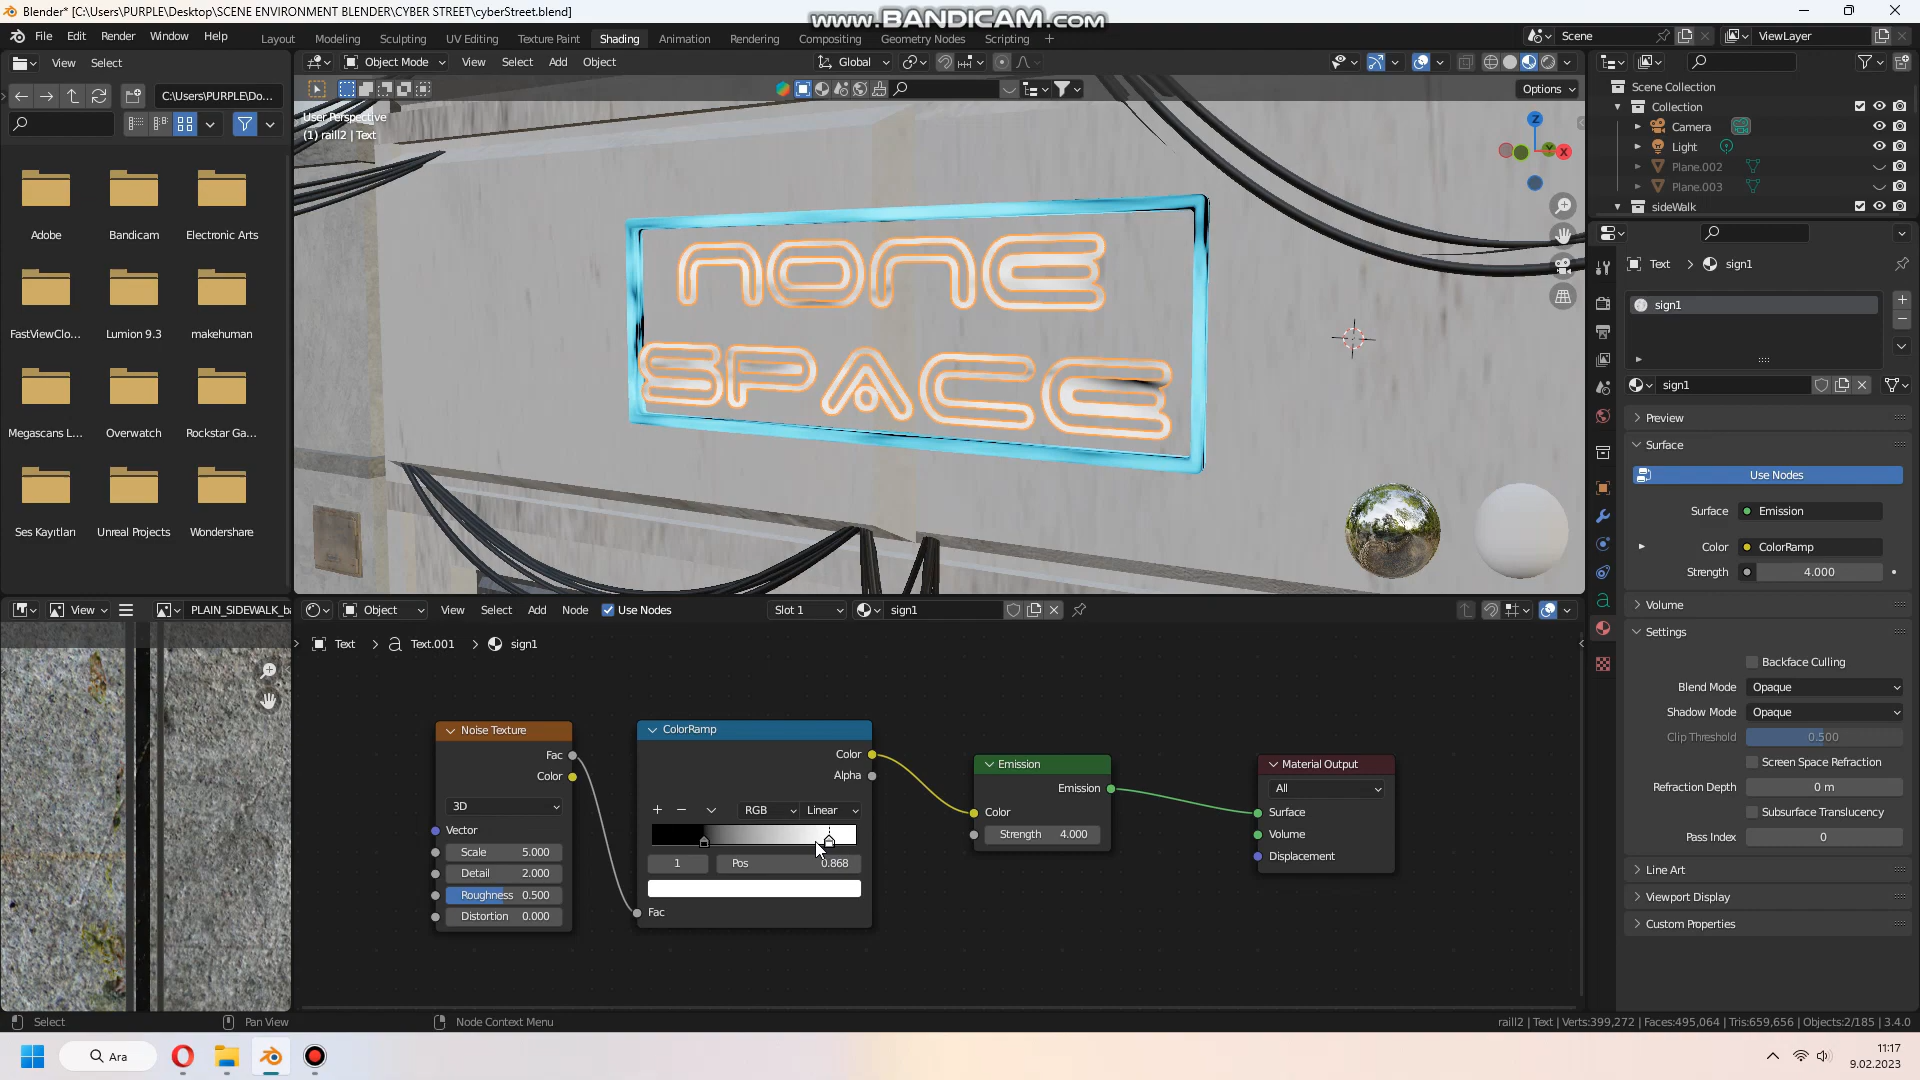 Blender* [C:\Users\PURPLE\Desktop\SCENE ENVIRONMENT BLENDER\CYBER STREET\cyberStreet.blend]
www.BANDICAM.com
File Edit Render Window Help
Layout Modeling Sculpting UV Editing Texture Paint Shading Animation Rendering Compositing Geometry Nodes Scripting
Scene
ViewLayer
View Select
Object Mode View Select Add Object
Global
C:\Users\PURPLE\Do...
Options
User Perspective
(1) raill2 | Text
Z
Y
X
Adobe
Bandicam
Electronic Arts
FastViewClo...
Lumion 9.3
makehuman
Megascans L...
Overwatch
Rockstar Ga...
Ses Kayıtları
Unreal Projects
Wondershare
NONE
SPACE
Scene Collection
Collection
Camera
Light
Plane.002
Plane.003
sideWalk
Text > sign1
sign1
sign1
Preview
Surface
Use Nodes
Surface Emission
Color ColorRamp
Strength 4.000
Volume
Settings
Backface Culling
Blend Mode Opaque
Shadow Mode Opaque
Clip Threshold 0.500
Screen Space Refraction
Refraction Depth 0 m
Subsurface Translucency
Pass Index 0
Line Art
Viewport Display
Custom Properties
View
PLAIN_SIDEWALK_ba
Object View Select Add Node Use Nodes
Slot 1
sign1
Text > Text.001 > sign1
Noise Texture
Fac
Color
3D
Vector
Scale 5.000
Detail 2.000
Roughness 0.500
Distortion 0.000
ColorRamp
Color
Alpha
RGB Linear
1 Pos 0.868
Fac
Emission
Emission
Color
Strength 4.000
Material Output
All
Surface
Volume
Displacement
Select
Pan View
Node Context Menu
raill2 | Text | Verts:399,272 | Faces:495,064 | Tris:659,656 | Objects:2/185 | 3.4.0
Ara
11:17
9.02.2023